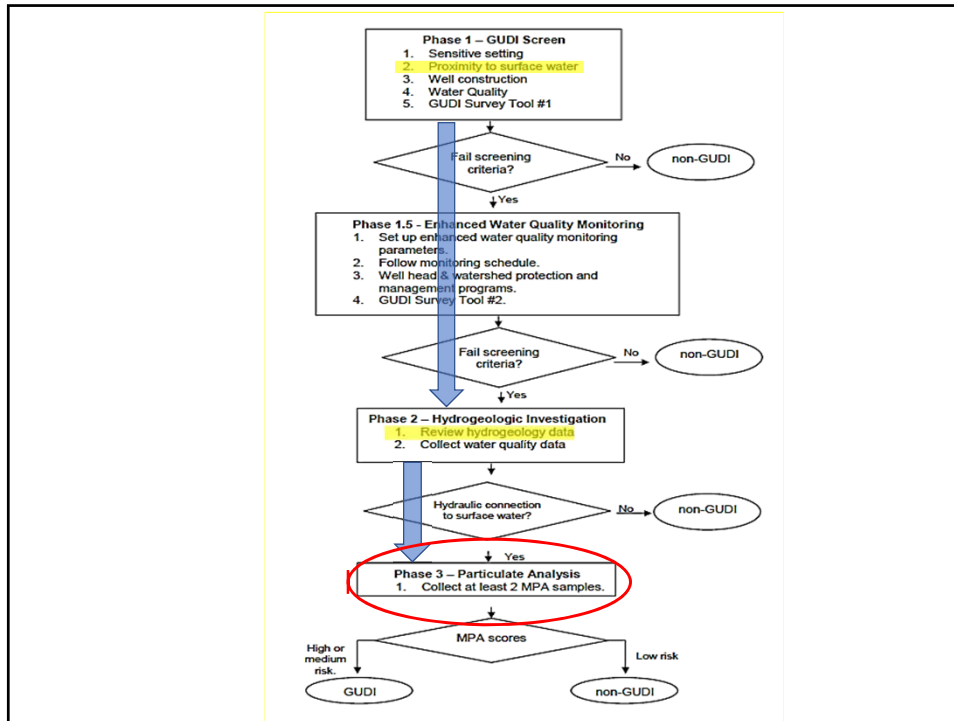 Phase 1 – GUDI Screen
1. Sensitive setting
2. Proximity to surface water
3. Well construction
4. Water Quality
5. GUDI Survey Tool #1
Fail screening
criteria?
No
non-GUDI
Yes
Phase 1.5 - Enhanced Water Quality Monitoring
1. Set up enhanced water quality monitoring
parameters.
2. Follow monitoring schedule.
3. Well head & watershed protection and
management programs.
4. GUDI Survey Tool #2.
Fail screening
criteria?
No
non-GUDI
Yes
Phase 2 – Hydrogeologic Investigation
1. Review hydrogeology data
2. Collect water quality data
Hydraulic connection
to surface water?
No
non-GUDI
Yes
Phase 3 – Particulate Analysis
1. Collect at least 2 MPA samples.
MPA scores
High or
medium
risk.
Low risk
GUDI
non-GUDI